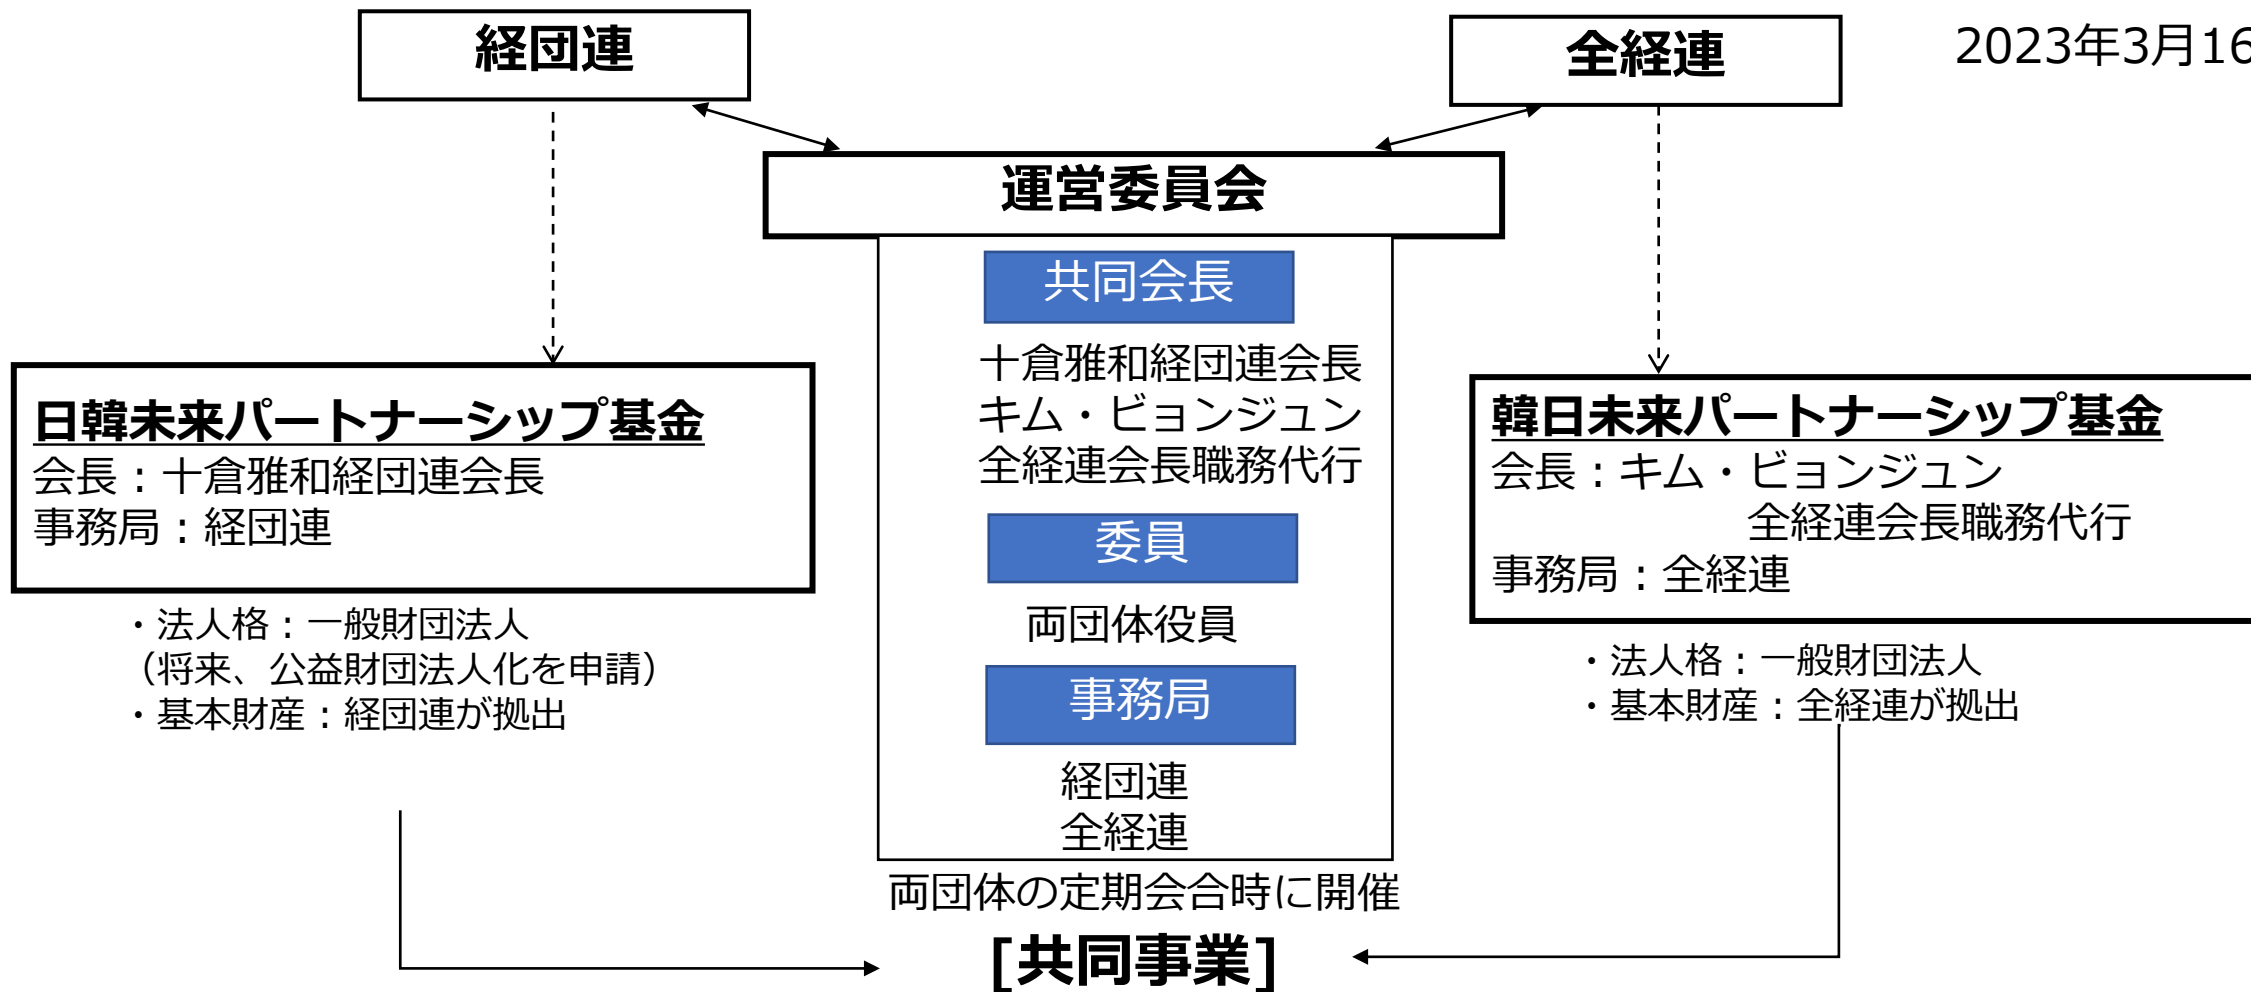 経団連
全経連
2023年3月16
運営委員会
共同会長
十倉雅和経団連会長
キム・ビョンジュン
全経連会長職務代行
委員
両団体役員
事務局
経団連
全経連
両団体の定期会合時に開催
日韓未来パートナーシップ基金
会長：十倉雅和経団連会長
事務局：経団連
・法人格：一般財団法人
（将来、公益財団法人化を申請）
・基本財産：経団連が拠出
韓日未来パートナーシップ基金
会長：キム・ビョンジュン
全経連会長職務代行
事務局：全経連
・法人格：一般財団法人
・基本財産：全経連が拠出
[共同事業]